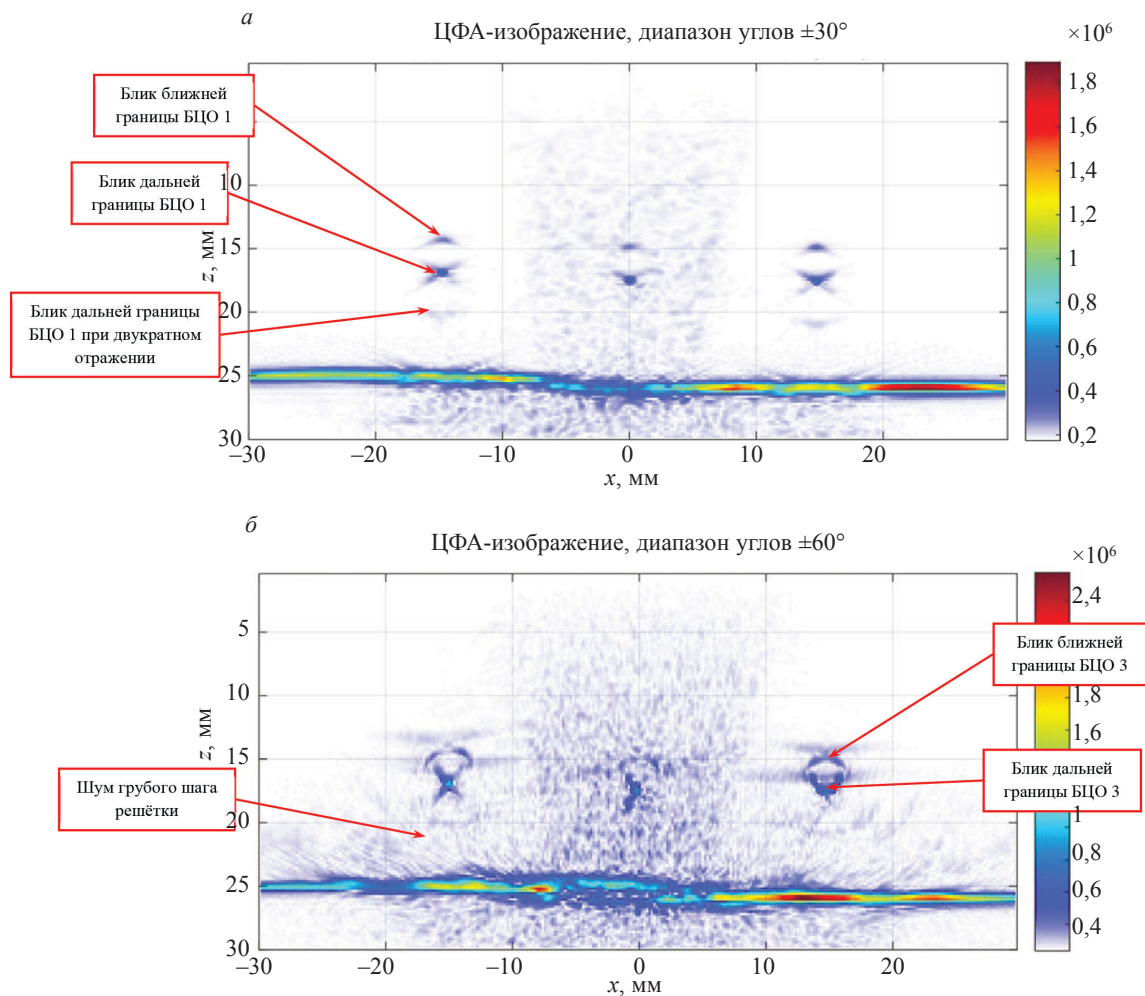 а
ЦФА-изображение, диапазон углов ±30°
×10⁶
Блик ближней
границы БЦО 1
Блик дальней
границы БЦО 1
Блик дальней границы
БЦО 1 при двукратном
отражении
z, мм
10
15
20
25
30
–30
–20
–10
0
10
20
x, мм
1,8
1,6
1,4
1,2
1
0,8
0,6
0,4
0,2
б
ЦФА-изображение, диапазон углов ±60°
×10⁶
Шум грубого шага
решётки
Блик ближней
границы БЦО 3
Блик дальней
границы БЦО 3
z, мм
5
10
15
20
25
30
–30
–20
–10
0
10
20
x, мм
2,4
1,8
1,6
1
0,8
0,6
0,4